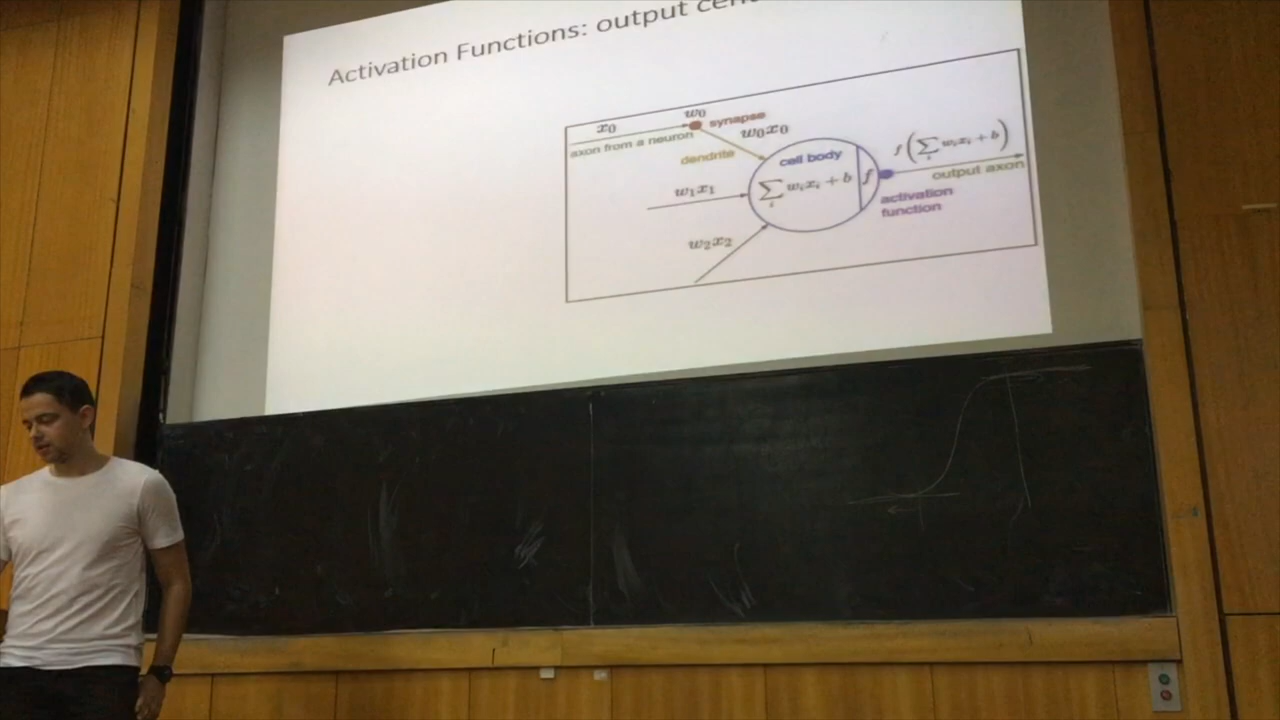 Activation Functions: output
x₀
w₀
synapse
axon from a neuron
w₀x₀
dendrite
cell body
f(∑ᵢ wᵢxᵢ + b)
w₁x₁
∑ᵢ wᵢxᵢ + b
f
output axon
activation
function
w₂x₂